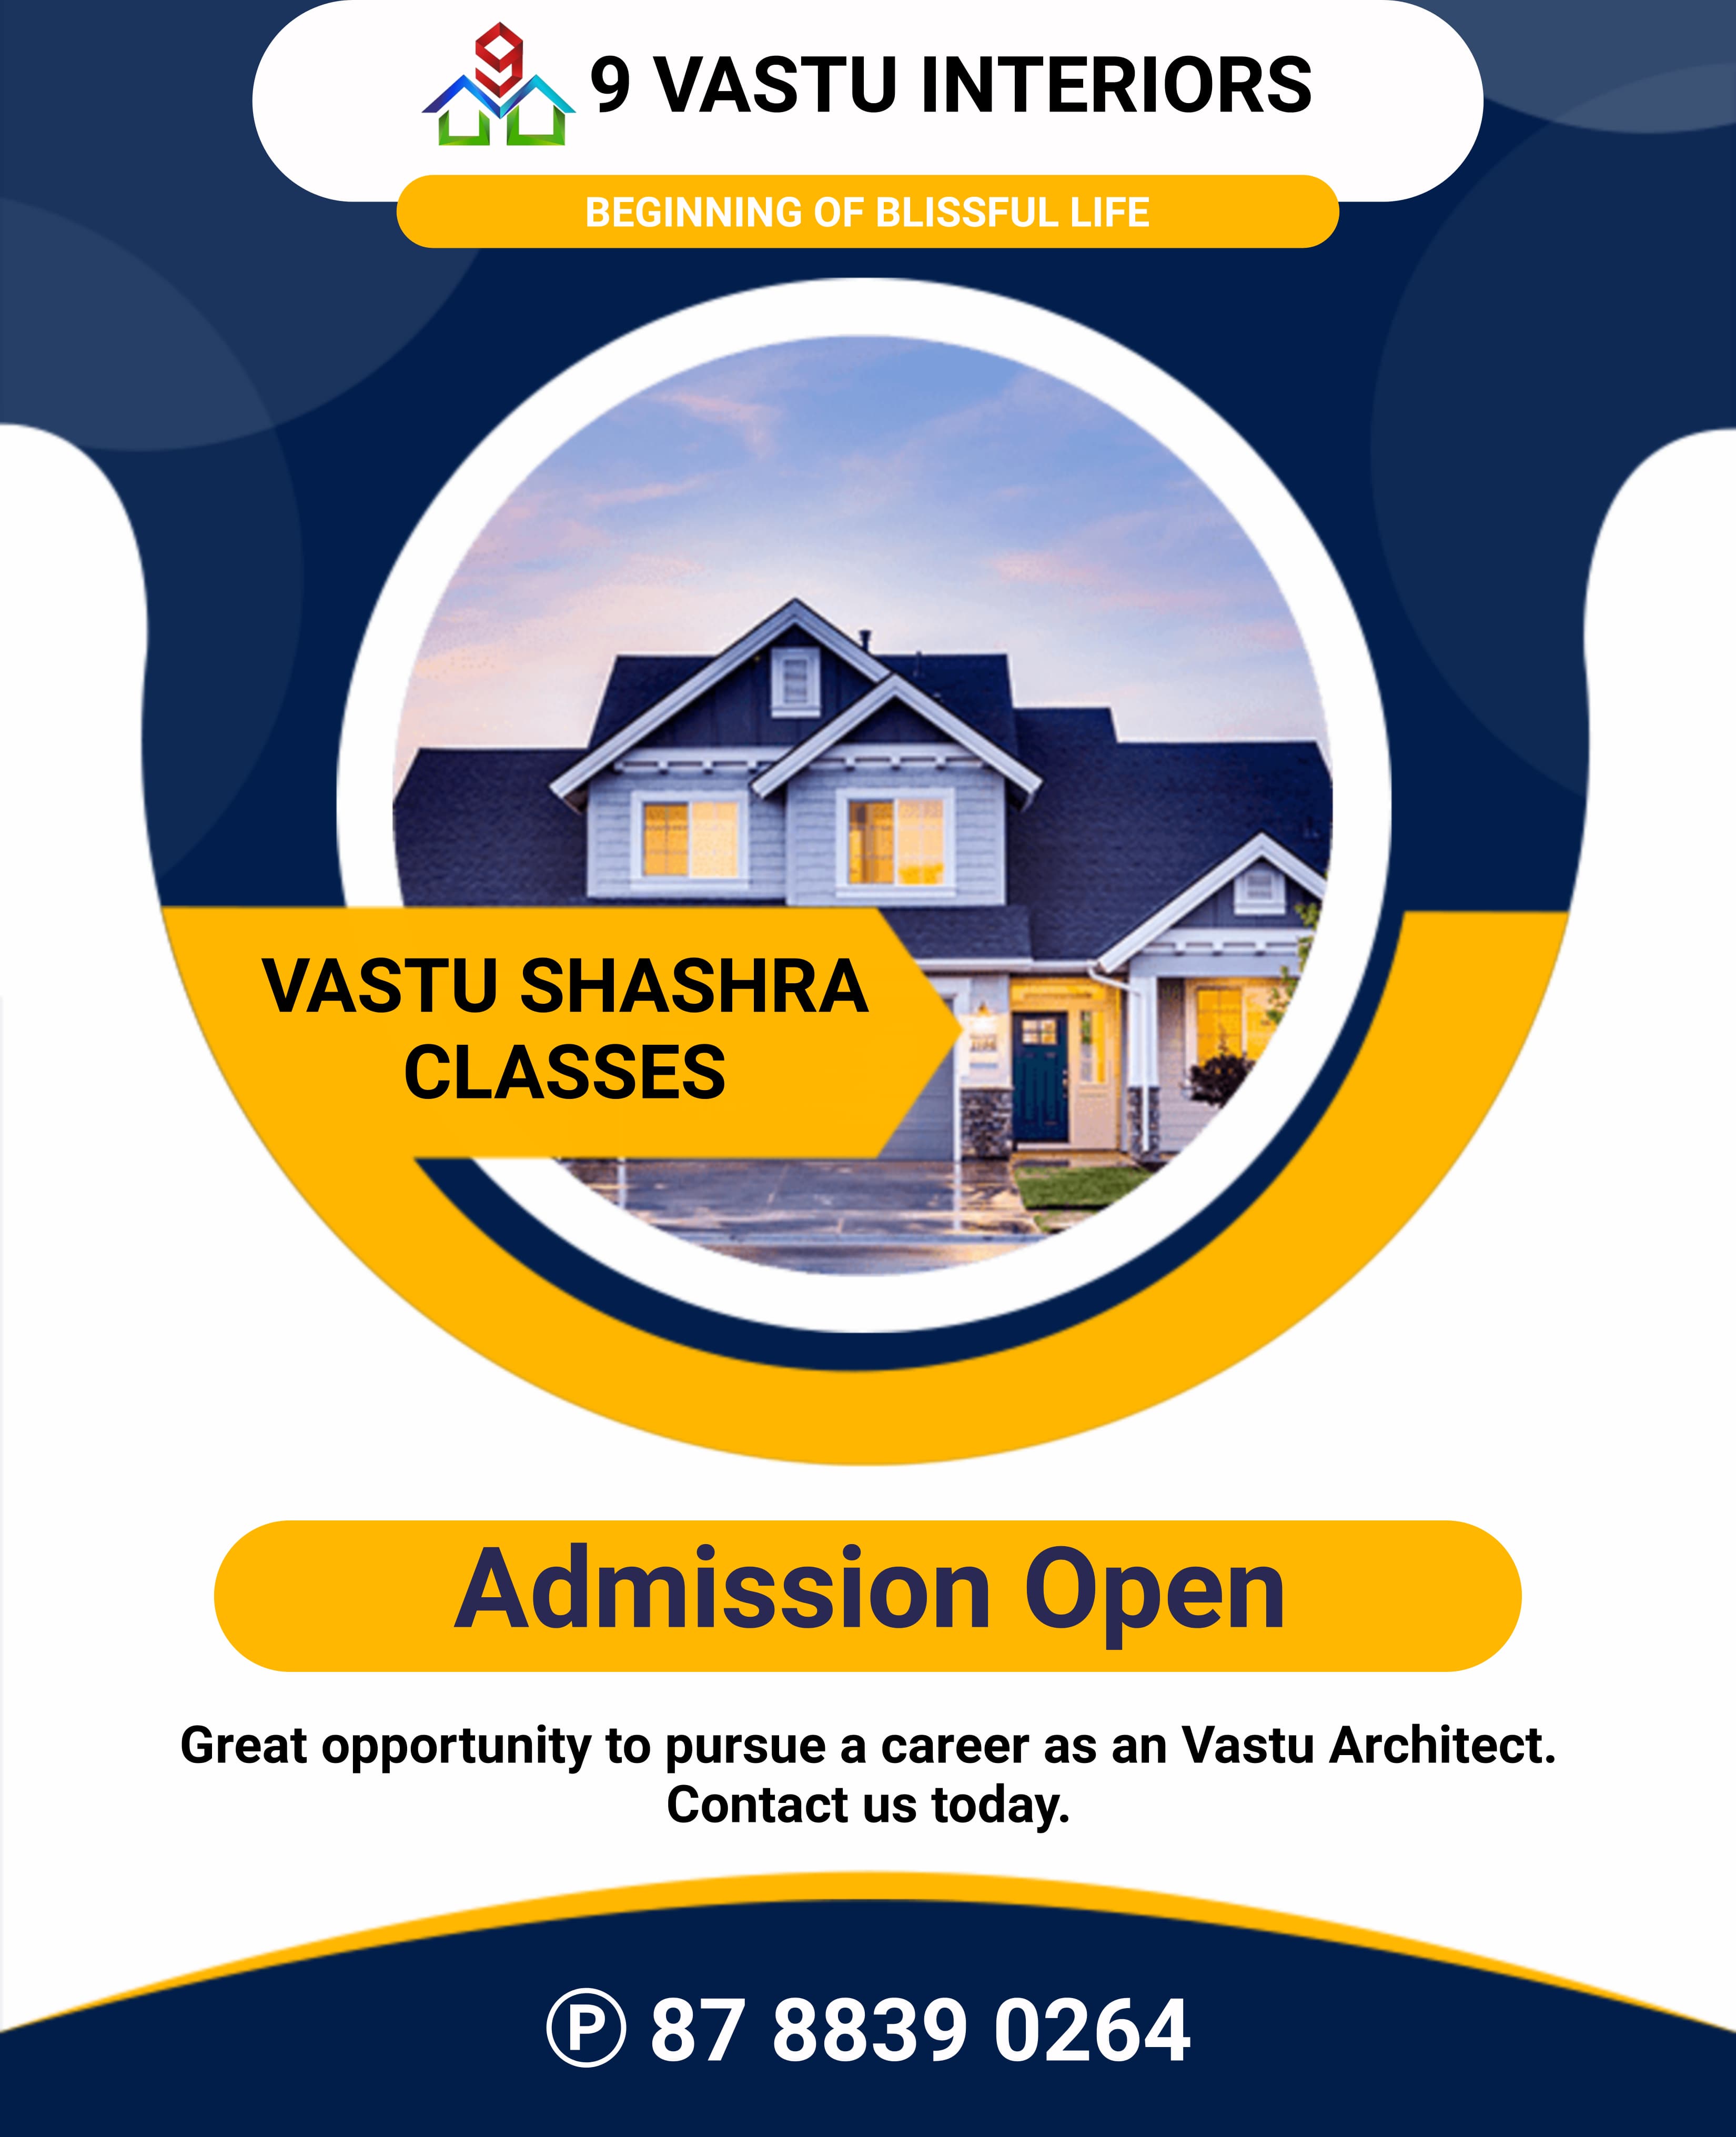 9 VASTU INTERIORS
BEGINNING OF BLISSFUL LIFE
VASTU SHASHRA
CLASSES
Admission Open
Great opportunity to pursue a career as an Vastu Architect.
Contact us today.
Ⓟ 87 8839 0264